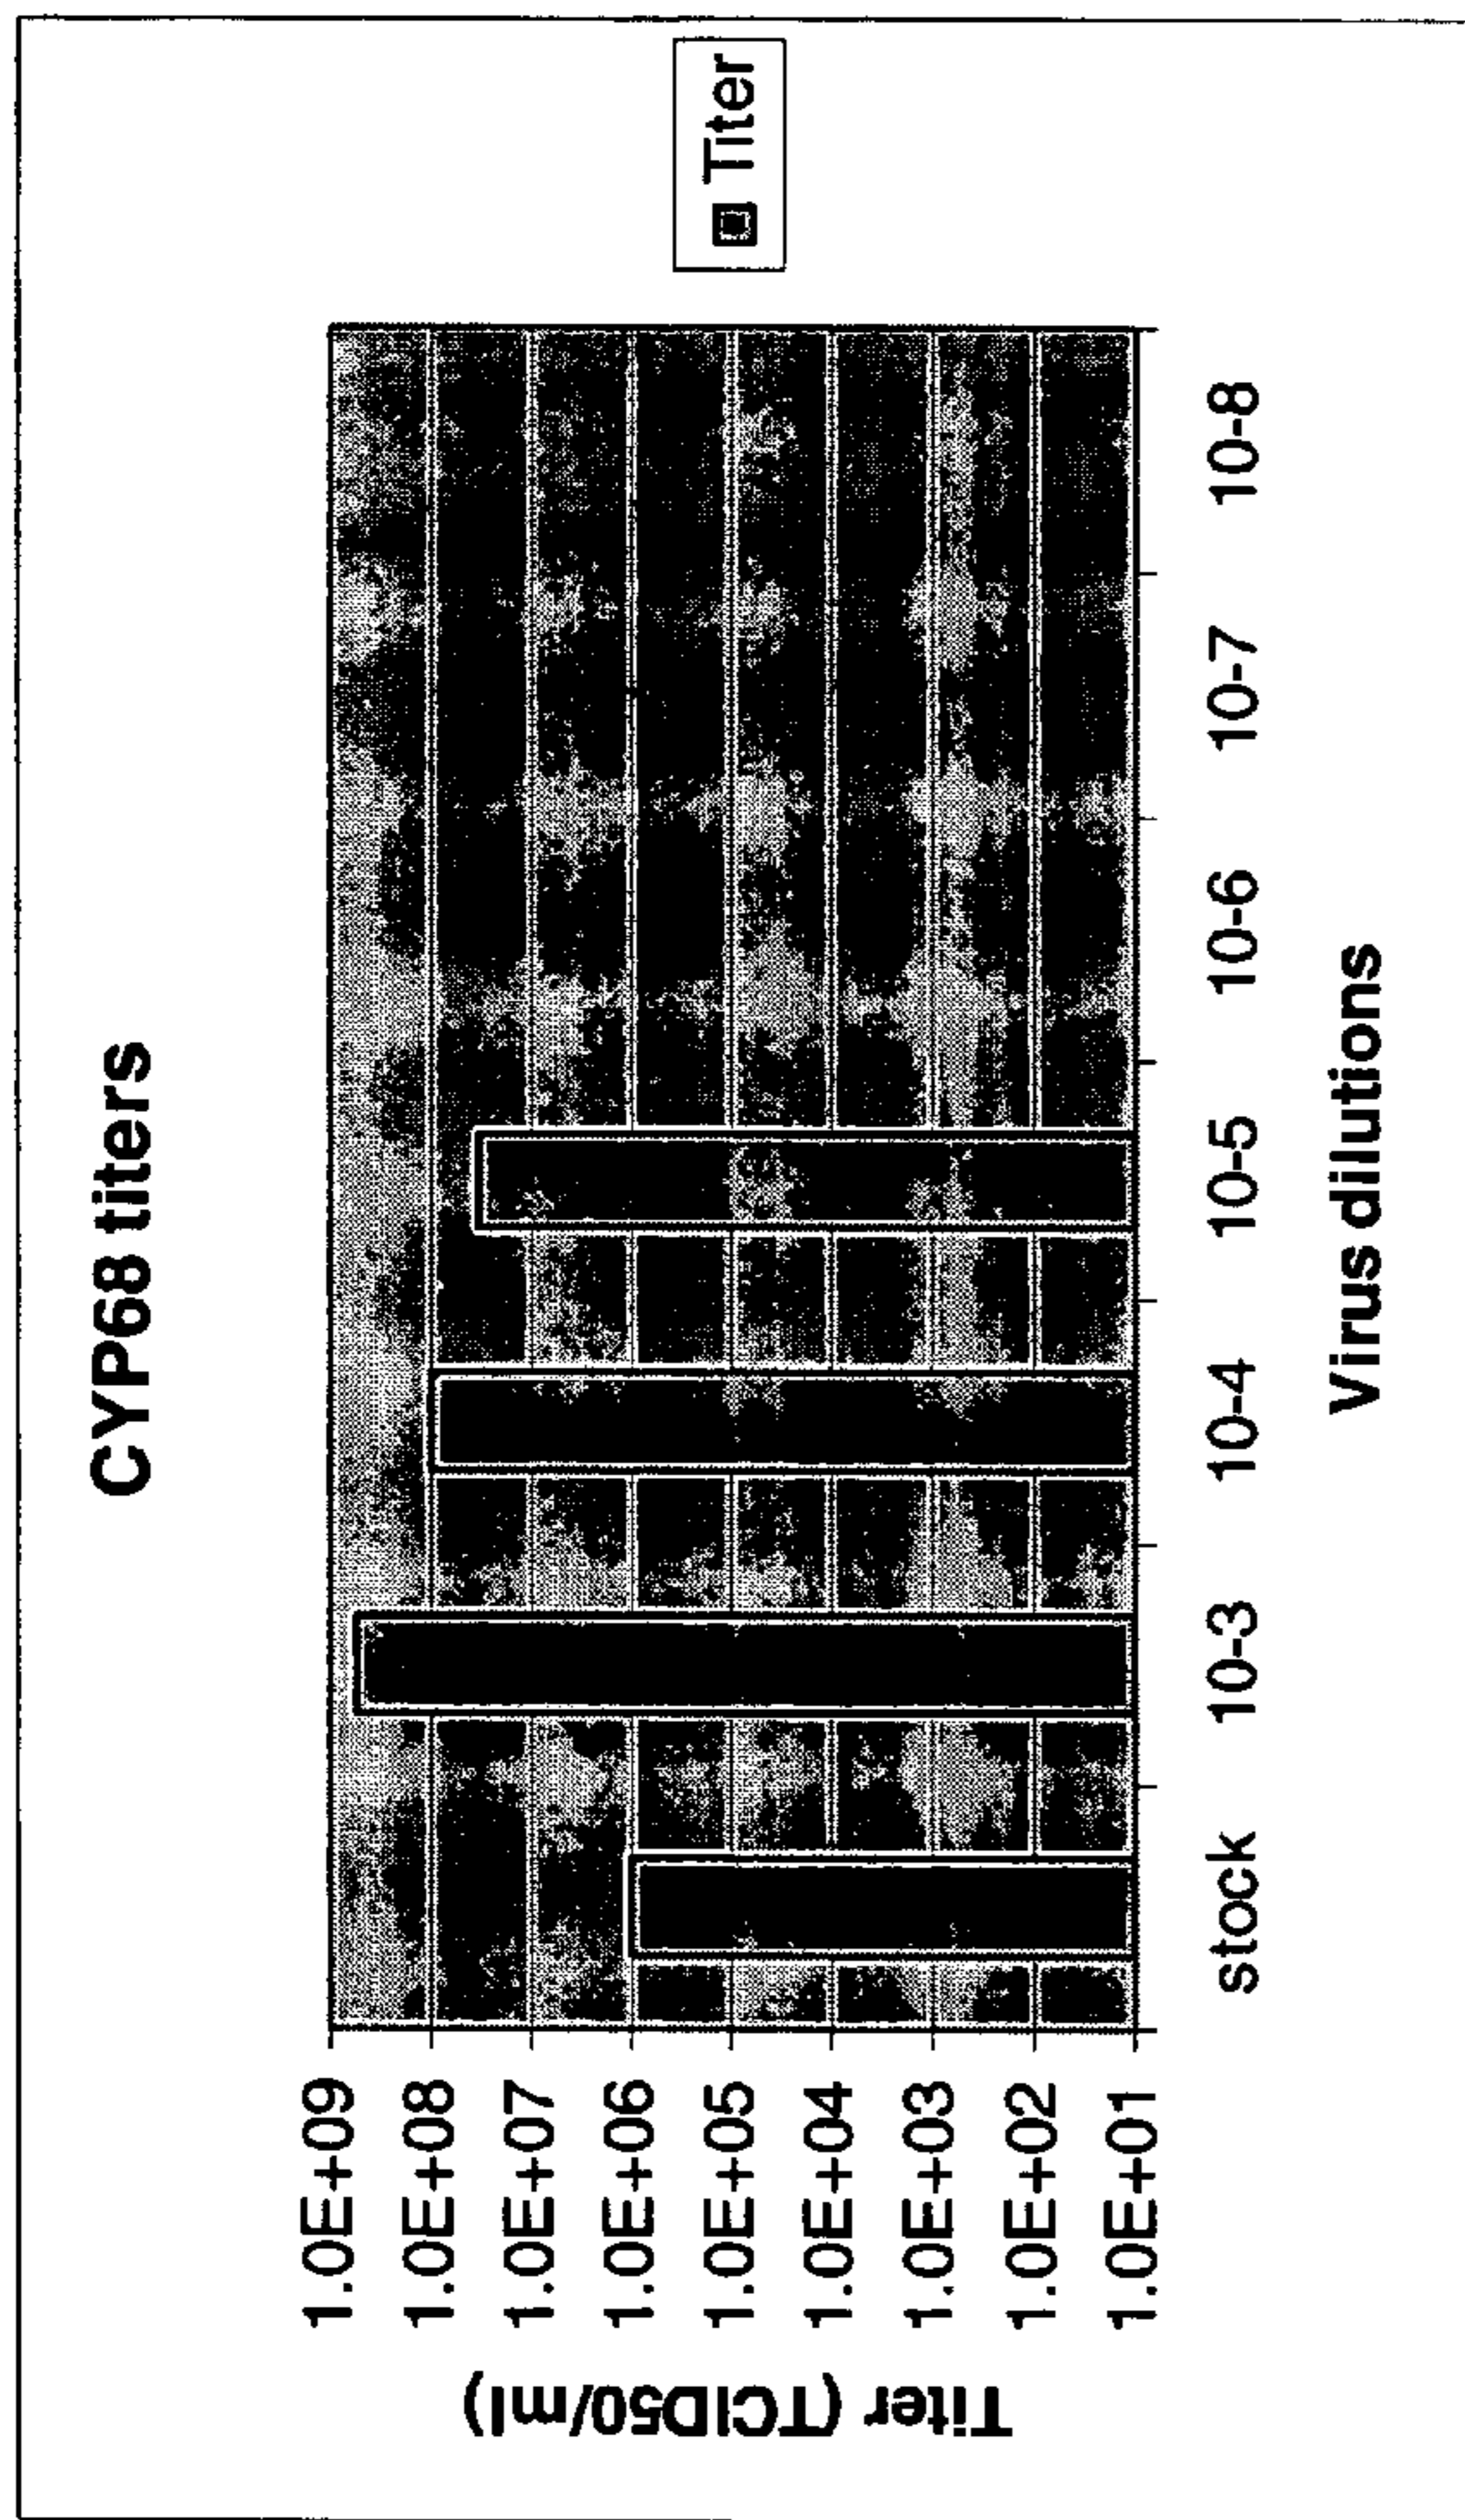 CYP68 titers
Titer (TCID50/ml)
1.0E+09
1.0E+08
1.0E+07
1.0E+06
1.0E+05
1.0E+04
1.0E+03
1.0E+02
1.0E+01
stock 10-3 10-4 10-5 10-6 10-7 10-8
Virus dilutions
Titer